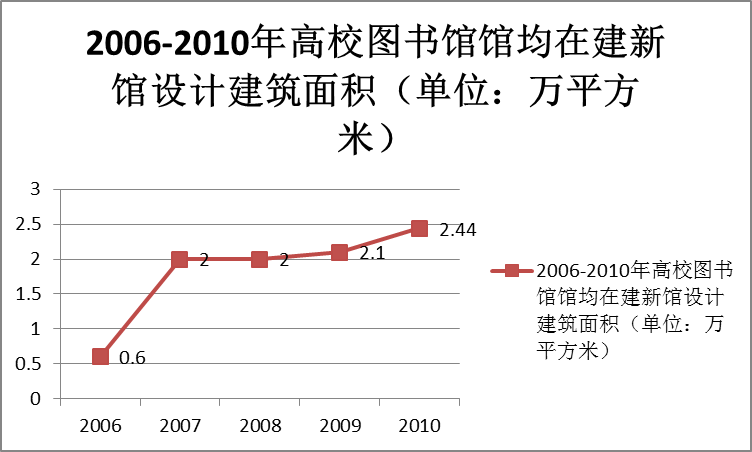 2006-2010年高校图书馆馆均在建新
馆设计建筑面积（单位：万平方
米）
3
2.5
2
1.5
1
0.5
0
0.6
2
2
2.1
2.44
2006
2007
2008
2009
2010
2006-2010年高校图书
馆馆均在建新馆设计
建筑面积（单位：万
平方米）